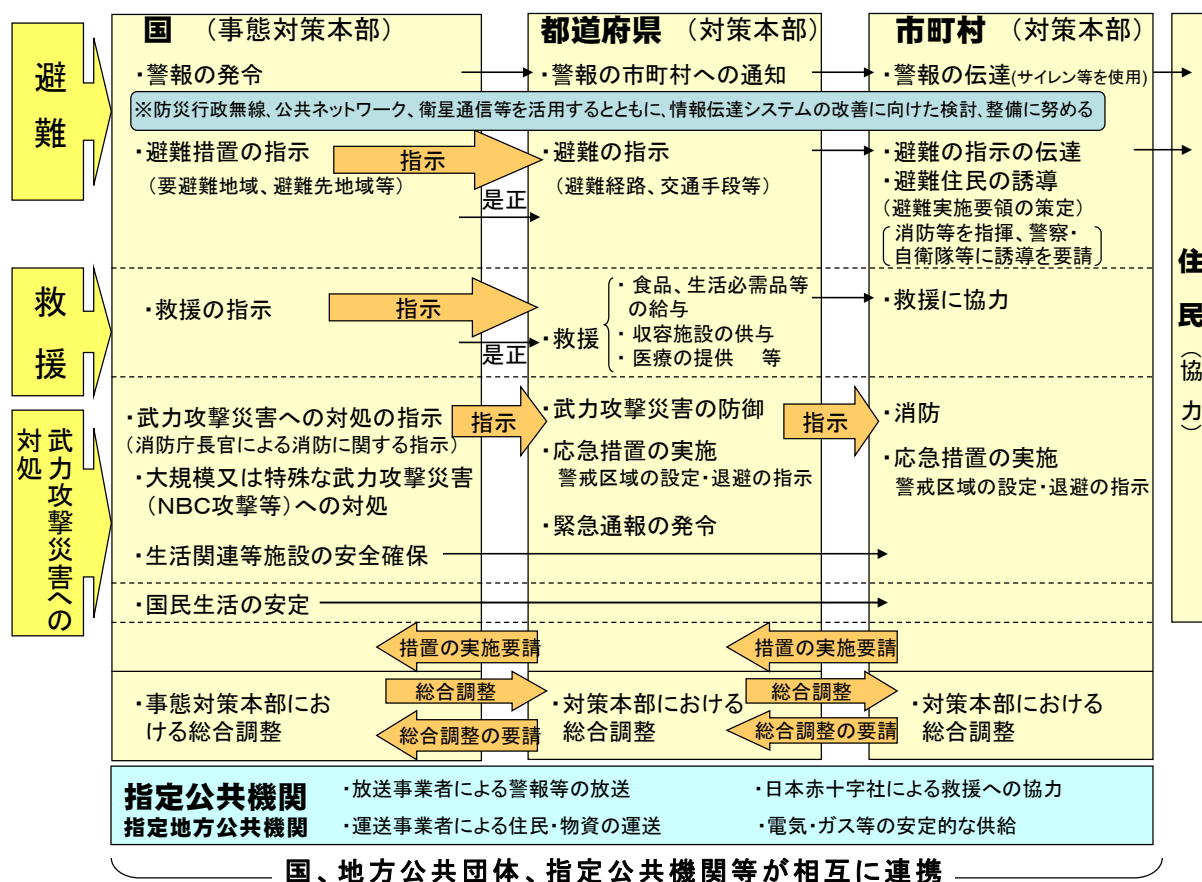 国 （事態対策本部）
都道府県 （対策本部）
市町村 （対策本部）
避難
・警報の発令
・警報の市町村への通知
・警報の伝達(サイレン等を使用)
※防災行政無線、公共ネットワーク、衛星通信等を活用するとともに、情報伝達システムの改善に向けた検討、整備に努める
・避難措置の指示
（要避難地域、避難先地域等）
指示
是正
・避難の指示
（避難経路、交通手段等）
・避難の指示の伝達
・避難住民の誘導
（避難実施要領の策定）
消防等を指揮、警察・
自衛隊等に誘導を要請
救援
・救援の指示
指示
是正
・救援
・食品、生活必需品等
の給与
・収容施設の供与
・医療の提供 等
・救援に協力
住民（協力）
武力攻撃災害への
対処
・武力攻撃災害への対処の指示
（消防庁長官による消防に関する指示）
・大規模又は特殊な武力攻撃災害
（NBC攻撃等）への対処
指示
・武力攻撃災害の防御
・応急措置の実施
警戒区域の設定・退避の指示
・緊急通報の発令
指示
・消防
・応急措置の実施
警戒区域の設定・退避の指示
・生活関連等施設の安全確保
・国民生活の安定
措置の実施要請
措置の実施要請
・事態対策本部にお
ける総合調整
総合調整
総合調整の要請
・対策本部における
総合調整
総合調整
総合調整の要請
・対策本部における
総合調整
指定公共機関
指定地方公共機関
・放送事業者による警報等の放送
・日本赤十字社による救援への協力
・運送事業者による住民・物資の運送
・電気・ガス等の安定的な供給
国、地方公共団体、指定公共機関等が相互に連携